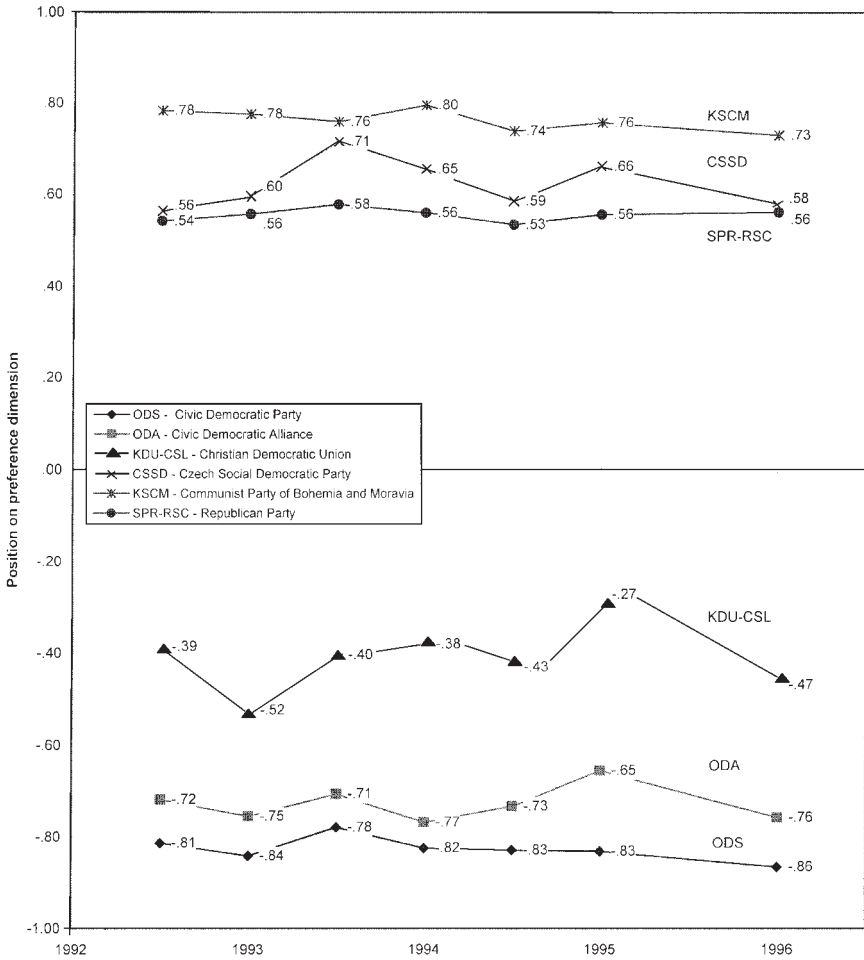 1.00
.80
.60
.40
.20
.00
-.20
-.40
-.60
-.80
-1.00
Position on preference dimension
.78 .78 .76 .80 .74 .76 .73
KSCM
.56 .60 .71 .65 .59 .66 .58
CSSD
.54 .56 .58 .56 .53 .56 .56
SPR-RSC
ODS - Civic Democratic Party
ODA - Civic Democratic Alliance
KDU-CSL - Christian Democratic Union
CSSD - Czech Social Democratic Party
KSCM - Communist Party of Bohemia and Moravia
SPR-RSC - Republican Party
-.39 -.52 -.40 -.38 -.43 -.27 -.47
KDU-CSL
-.72 -.75 -.71 -.77 -.73 -.65 -.76
ODA
-.81 -.84 -.78 -.82 -.83 -.83 -.86
ODS
1992 1993 1994 1995 1996